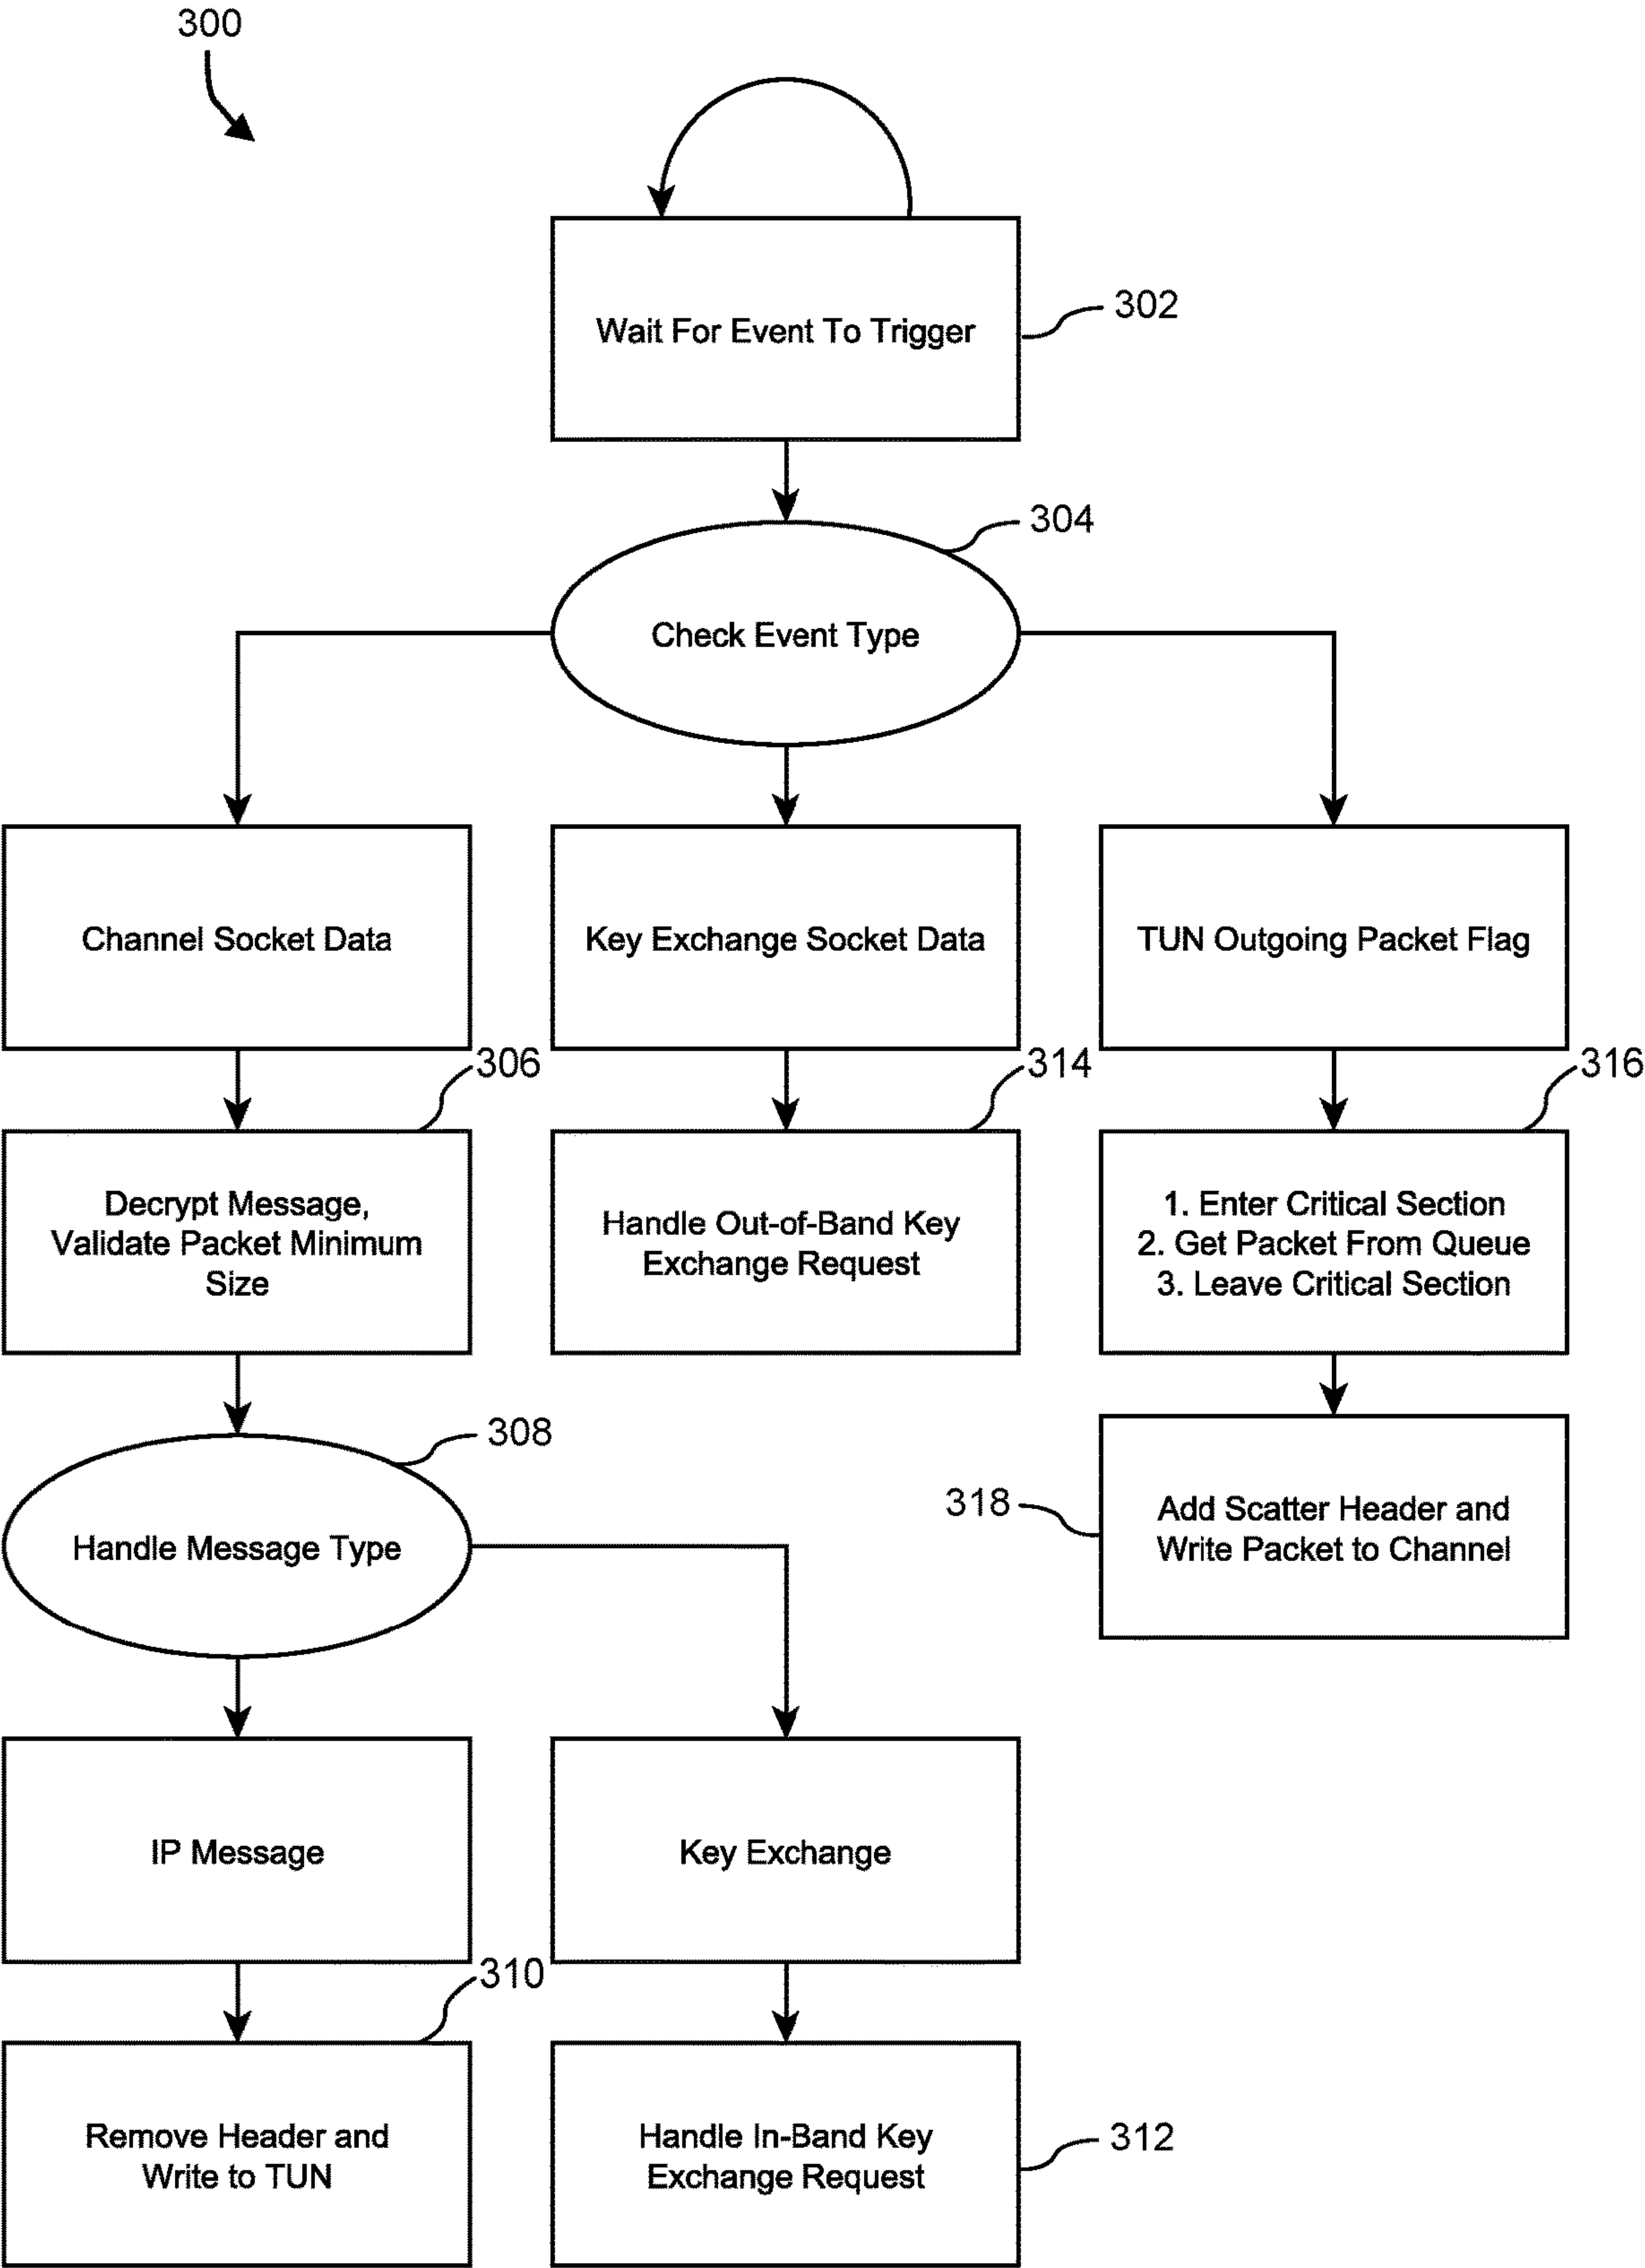 300
Wait For Event To Trigger
302
304
Check Event Type
Channel Socket Data
Key Exchange Socket Data
TUN Outgoing Packet Flag
306
314
316
Decrypt Message,
Validate Packet Minimum
Size
Handle Out-of-Band Key
Exchange Request
1. Enter Critical Section
2. Get Packet From Queue
3. Leave Critical Section
308
Handle Message Type
318
Add Scatter Header and
Write Packet to Channel
IP Message
Key Exchange
310
Remove Header and
Write to TUN
Handle In-Band Key
Exchange Request
312